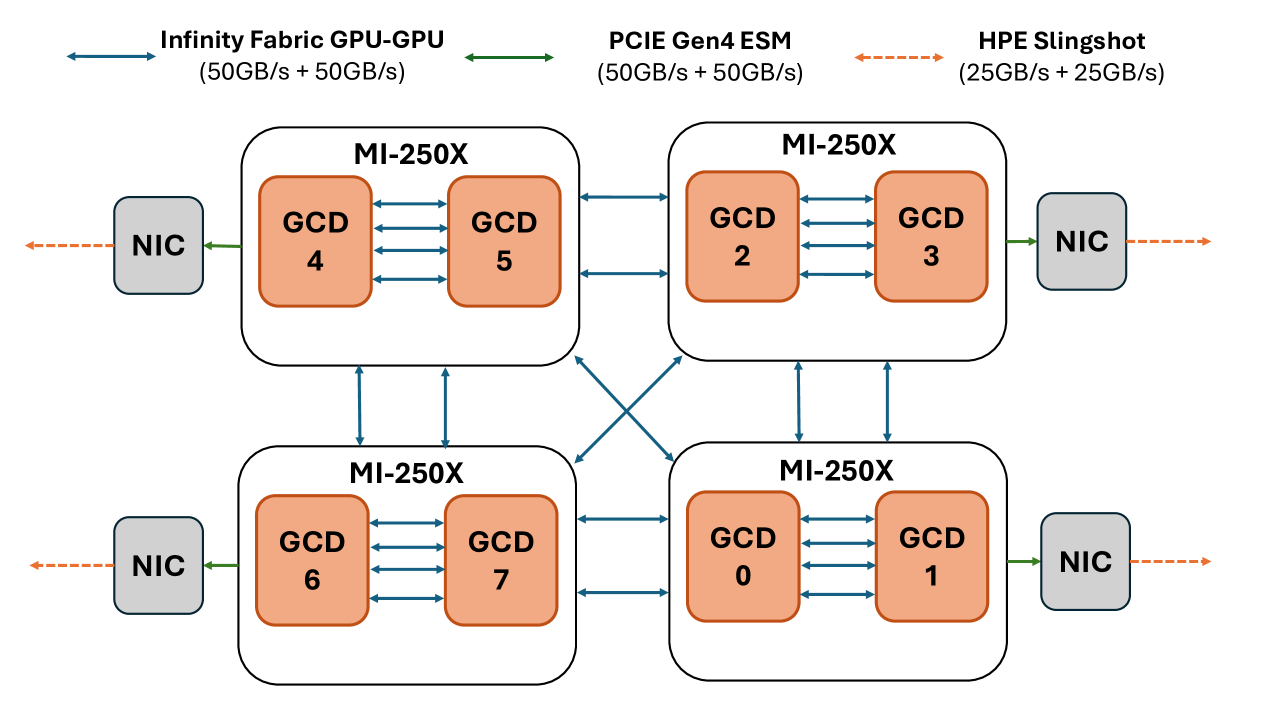 Infinity Fabric GPU-GPU
(50GB/s + 50GB/s)
PCIE Gen4 ESM
(50GB/s + 50GB/s)
HPE Slingshot
(25GB/s + 25GB/s)
MI-250X
GCD
4
GCD
5
NIC
MI-250X
GCD
2
GCD
3
NIC
MI-250X
GCD
6
GCD
7
NIC
MI-250X
GCD
0
GCD
1
NIC